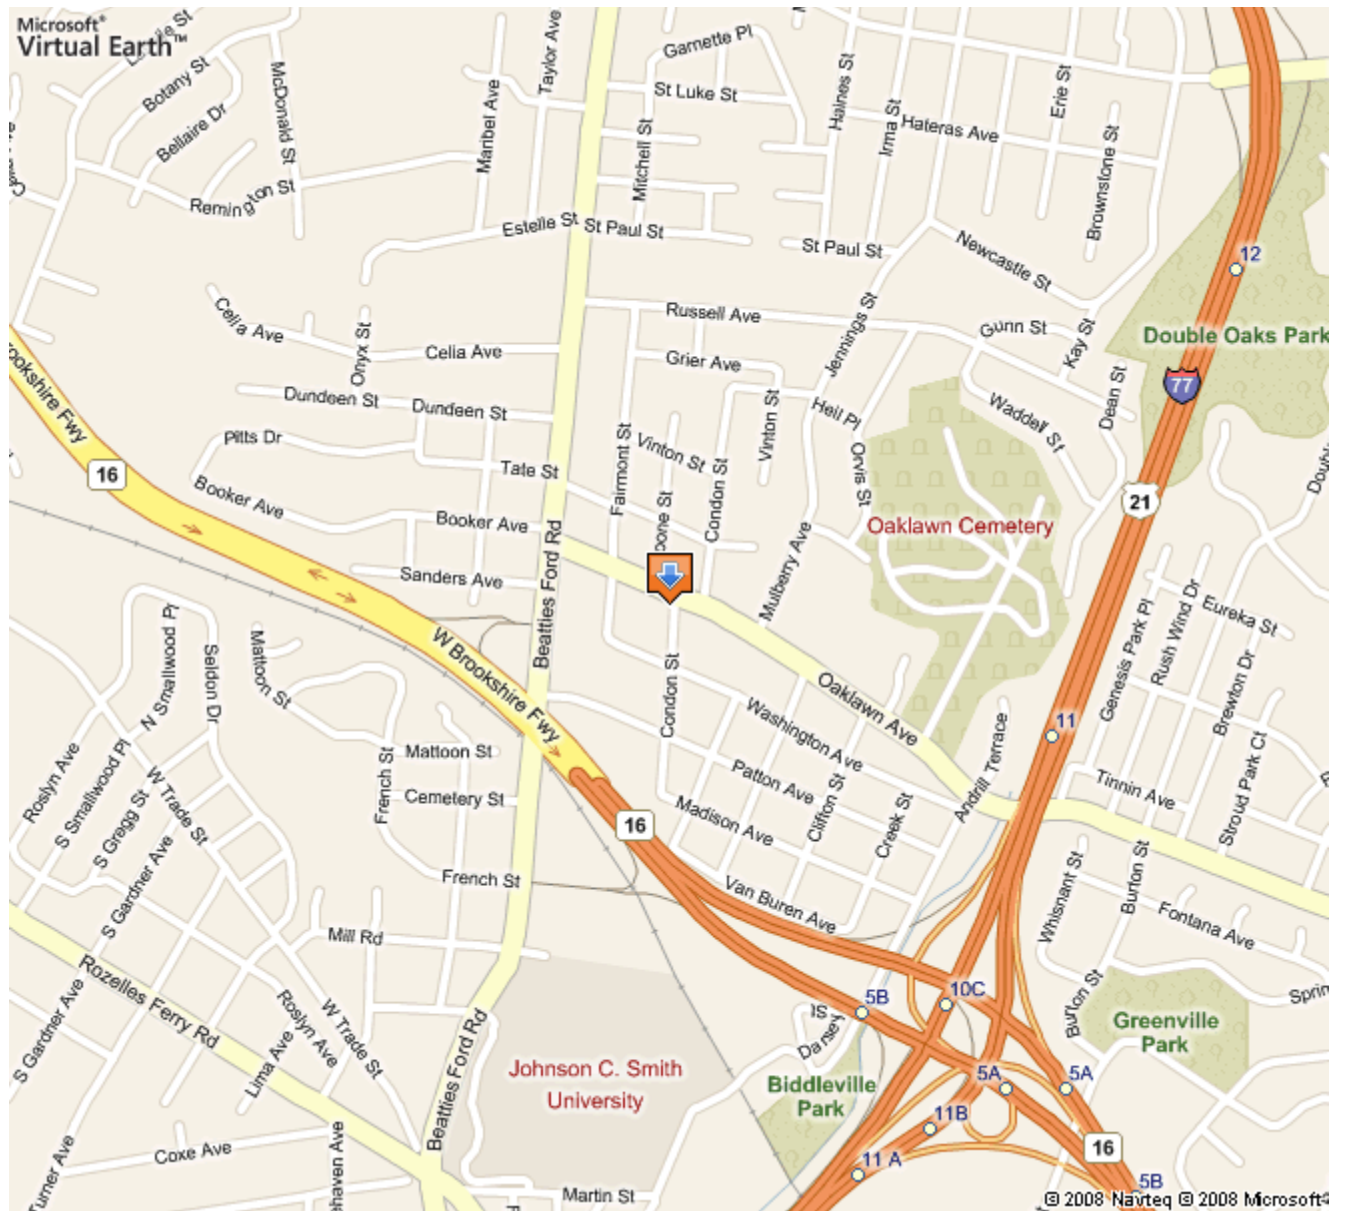 Microsoft®
Virtual Earth™
Botany St
Bellaire Dr
McDonald St
Remington St
Maribel Ave
Taylor Ave
Garnette Pl
St Luke St
Mitchell St
Haines St
Irma St
Hateras Ave
Erie St
Brownstone St
Estelle St
St Paul St
St Paul St
Newcastle St
12
Celia Ave
Onyx St
Celia Ave
Russell Ave
Grier Ave
Jennings St
Gunn St
Kay St
Double Oaks Park
77
Dundeen St
Dundeen St
Heil Pl
Waddell St
Dean St
Pitts Dr
Tate St
Fairmont St
Vinton St
Vinton St
Condon St
Orvis St
16
21
Booker Ave
Booker Ave
Oaklawn Cemetery
Sanders Ave
Beatties Ford Rd
Mulberry Ave
Eureka St
Genesis Park Pl
Rush Wind Dr
Brewton Dr
Stroud Park Ct
N Smallwood Pl
Seldon Dr
Mattoon St
W Brookshire Fwy
Condon St
Oaklawn Ave
Washington Ave
11
Roslyn Ave
S Smallwood Pl
S Gregg St
W Trade St
French St
Mattoon St
Cemetery St
Patton Ave
Madison Ave
Clifton St
Creek St
Andrill Terrace
Tinnin Ave
16
S Gardner Ave
French St
Van Buren Ave
Whisnant St
Burton St
Fontana Ave
Mill Rd
Rozelles Ferry Rd
S Gardner Ave
Roslyn Ave
Lima Ave
W Trade St
Beatties Ford Rd
5B
10C
Burton St
Greenville
Park
Johnson C. Smith
University
Biddleville
Park
5A
5A
11B
11 A
16
5B
Coxe Ave
Martin St
© 2008 Navteq © 2008 Microsoft